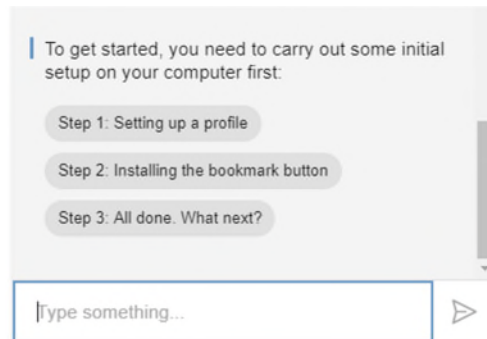 To get started, you need to carry out some initial
setup on your computer first:
Step 1: Setting up a profile
Step 2: Installing the bookmark button
Step 3: All done. What next?
Type something...